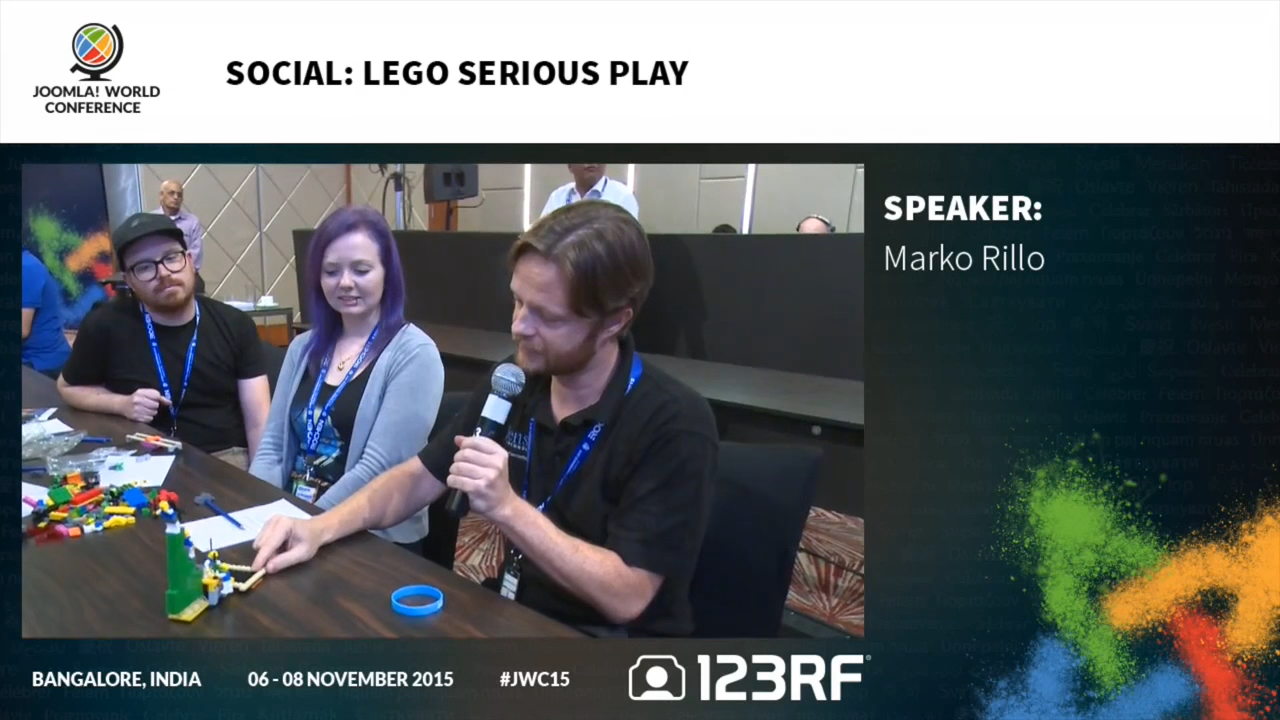 JOOMLA! WORLD
CONFERENCE
SOCIAL: LEGO SERIOUS PLAY
SPEAKER:
Marko Rillo
BANGALORE, INDIA
06 - 08 NOVEMBER 2015
#JWC15
123RF